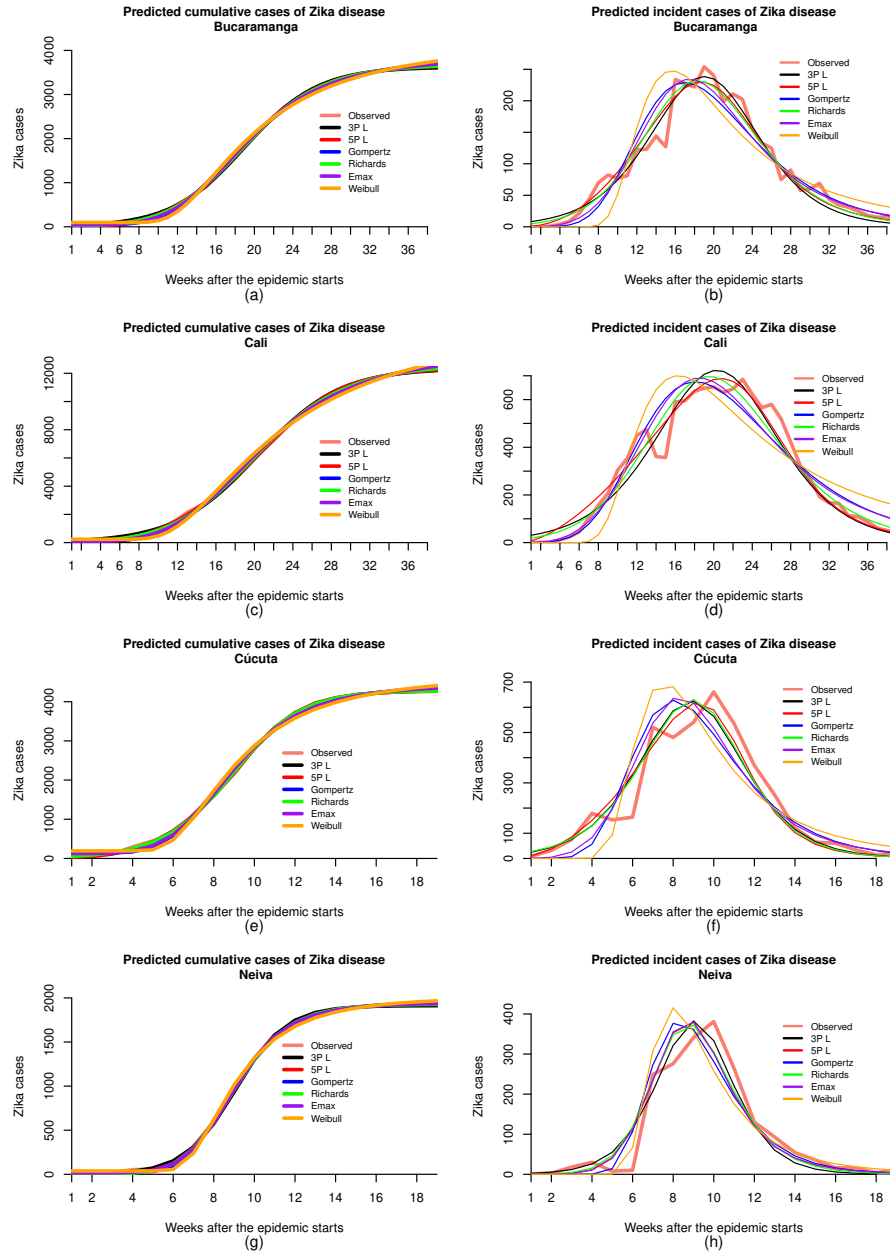 Predicted cumulative cases of Zika disease
Bucaramanga
Zika cases
0 1000 2000 3000 4000
Observed
3P L
5P L
Gompertz
Richards
Emax
Weibull
1 4 6 8 12 16 20 24 28 32 36
Weeks after the epidemic starts
(a)
Predicted incident cases of Zika disease
Bucaramanga
Zika cases
0 50 100 150 200
Observed
3P L
5P L
Gompertz
Richards
Emax
Weibull
1 4 6 8 12 16 20 24 28 32 36
Weeks after the epidemic starts
(b)
Predicted cumulative cases of Zika disease
Cali
Zika cases
0 2000 4000 8000 12000
Observed
3P L
5P L
Gompertz
Richards
Emax
Weibull
1 4 6 8 12 16 20 24 28 32 36
Weeks after the epidemic starts
(c)
Predicted incident cases of Zika disease
Cali
Zika cases
0 200 400 600
Observed
3P L
5P L
Gompertz
Richards
Emax
Weibull
1 4 6 8 12 16 20 24 28 32 36
Weeks after the epidemic starts
(d)
Predicted cumulative cases of Zika disease
Cúcuta
Zika cases
0 1000 2000 3000 4000
Observed
3P L
5P L
Gompertz
Richards
Emax
Weibull
1 2 4 6 8 10 12 14 16 18
Weeks after the epidemic starts
(e)
Predicted incident cases of Zika disease
Cúcuta
Zika cases
0 100 300 500 700
Observed
3P L
5P L
Gompertz
Richards
Emax
Weibull
1 2 4 6 8 10 12 14 16 18
Weeks after the epidemic starts
(f)
Predicted cumulative cases of Zika disease
Neiva
Zika cases
0 500 1000 1500 2000
Observed
3P L
5P L
Gompertz
Richards
Emax
Weibull
1 2 4 6 8 10 12 14 16 18
Weeks after the epidemic starts
(g)
Predicted incident cases of Zika disease
Neiva
Zika cases
0 100 200 300 400
Observed
3P L
5P L
Gompertz
Richards
Emax
Weibull
1 2 4 6 8 10 12 14 16 18
Weeks after the epidemic starts
(h)